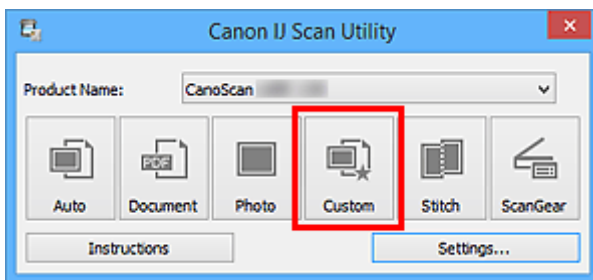 Canon IJ Scan Utility
Product Name: CanoScan
Auto Document Photo Custom Stitch ScanGear
Instructions Settings...
PDF